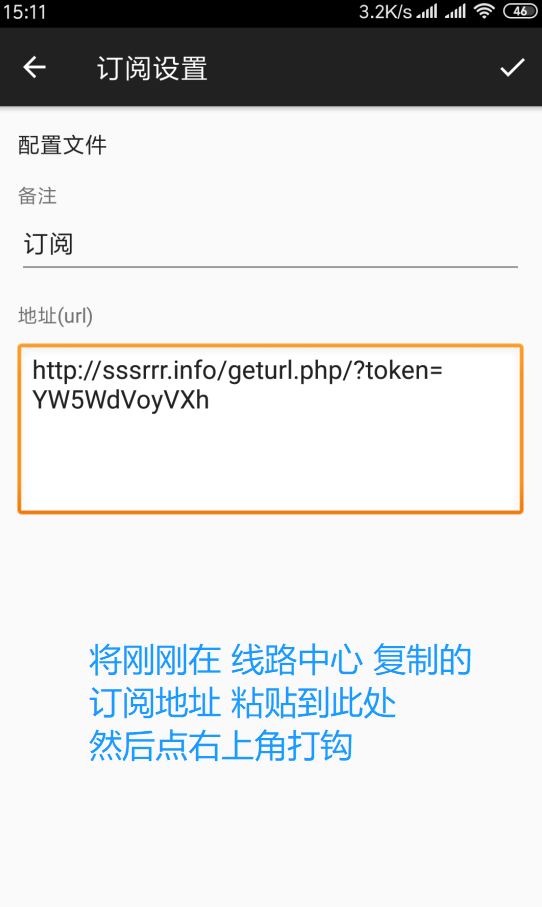 15:11
3.2K/s
46
订阅设置
配置文件
备注
订阅
地址(url)
http://sssrrr.info/geturl.php/?token=
YW5WdVoyVXh
将刚刚在 线路中心 复制的
订阅地址 粘贴到此处
然后点右上角打钩